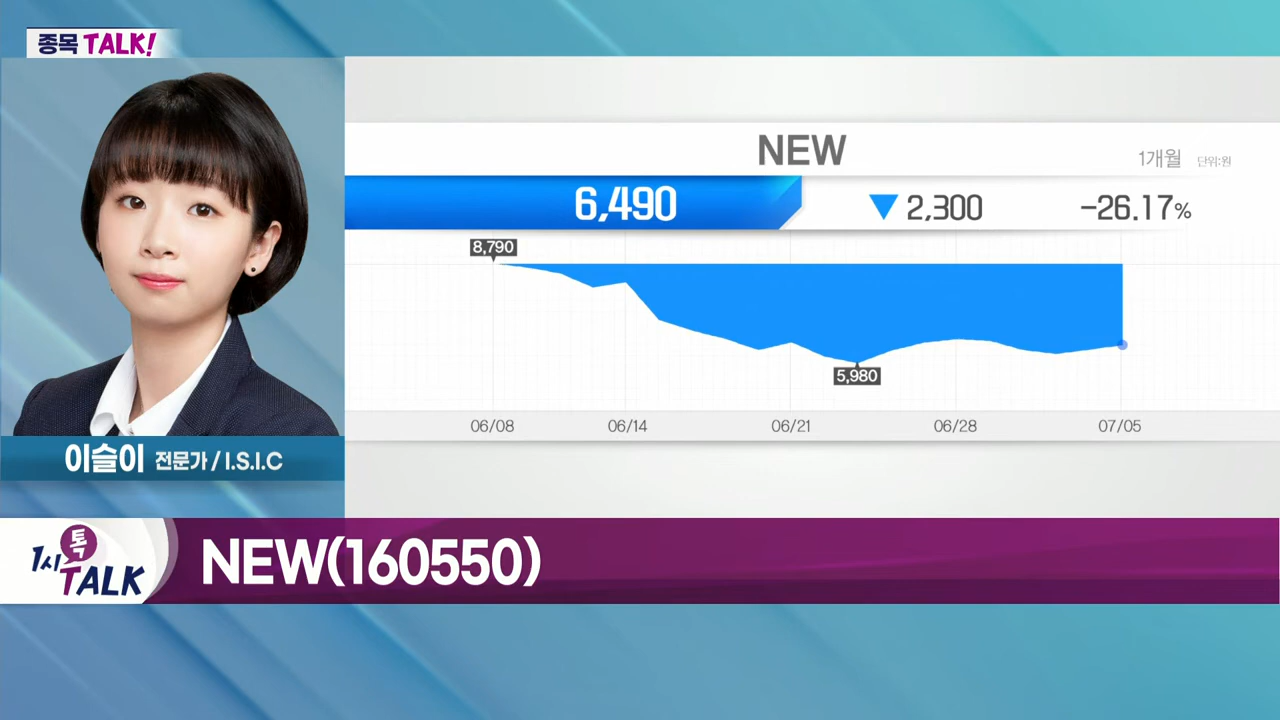 종목 TALK!
NEW
1개월 단위:원
6,490 ▼ 2,300 -26.17%
8,790
5,980
06/08 06/14 06/21 06/28 07/05
이슬이 전문가 / I.S.I.C
1시 톡 TALK
NEW(160550)